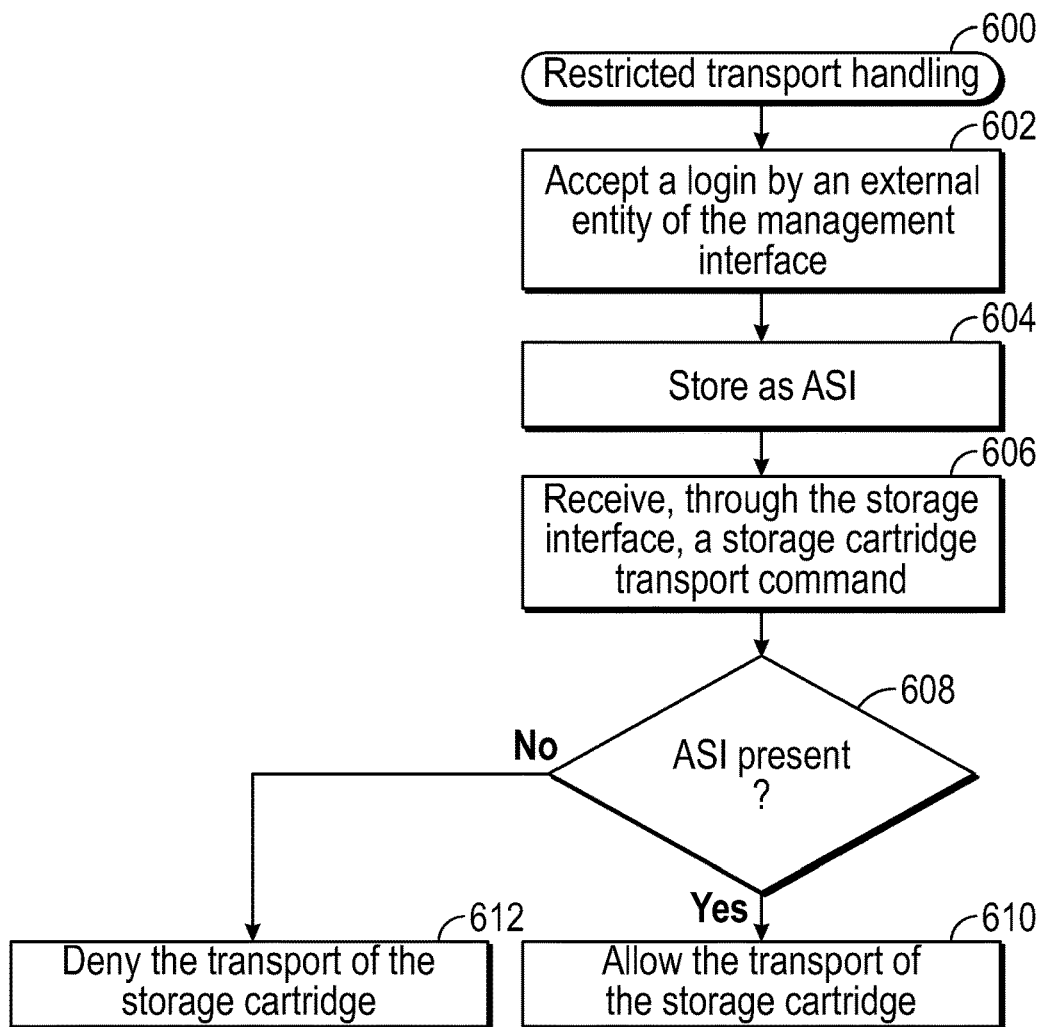 600
Restricted transport handling
602
Accept a login by an external
entity of the management
interface
604
Store as ASI
606
Receive, through the storage
interface, a storage cartridge
transport command
608
ASI present
?
No
Yes
612
Deny the transport of the
storage cartridge
610
Allow the transport of
the storage cartridge